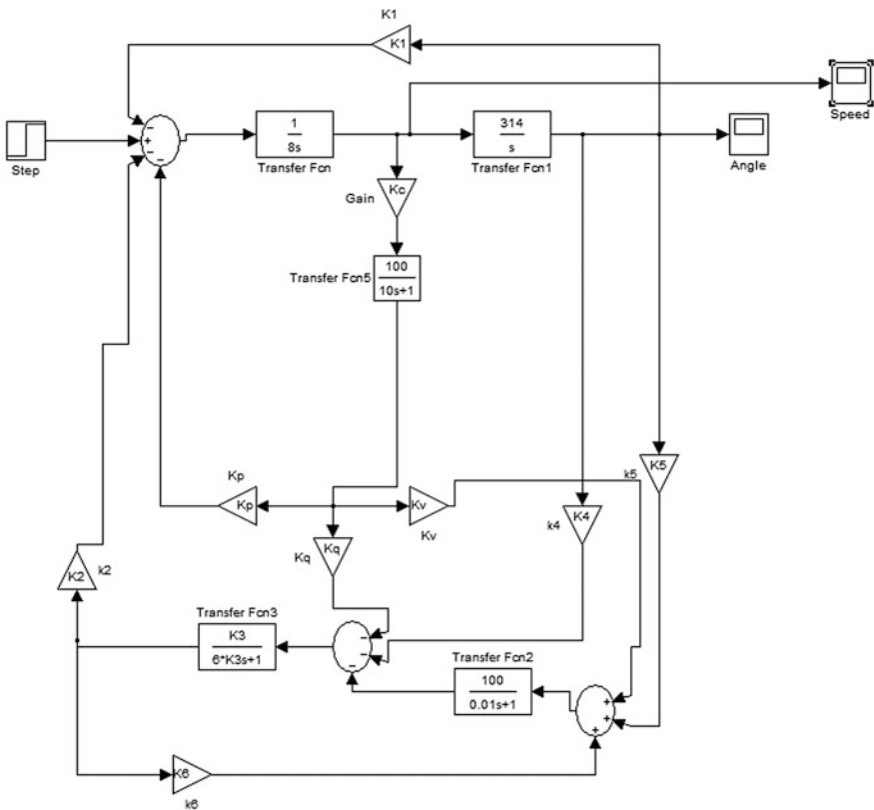 K1
K1
Speed
Step
−
+
−
−
1
8s
Transfer Fcn
314
s
Transfer Fcn1
Angle
Gain
Kc
Transfer Fcn5
100
10s+1
Kp
Kp
Kv
Kv
k5
K5
k4
K4
Kq
Kq
K2
k2
Transfer Fcn3
K3
6*K3s+1
−
−
−
Transfer Fcn2
100
0.01s+1
+
+
+
K6
k6